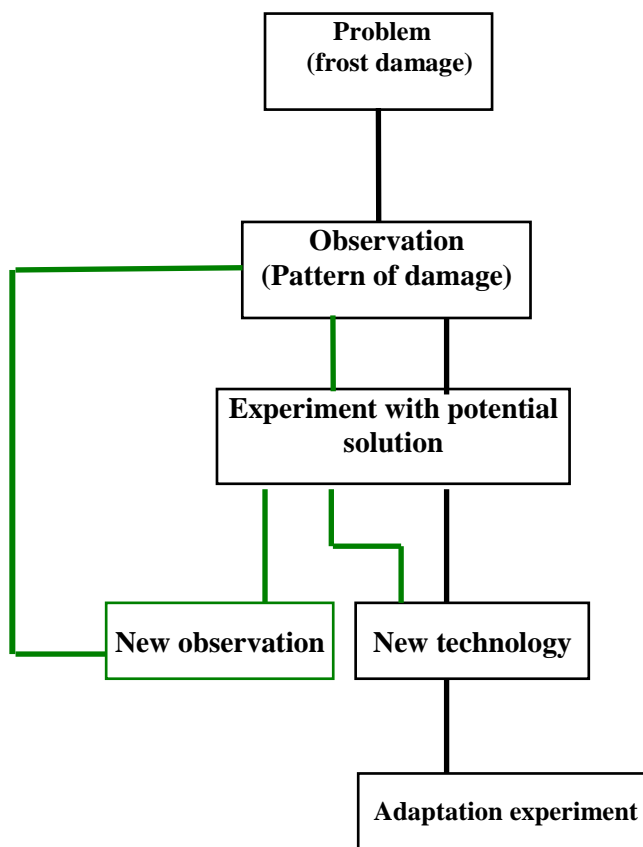 Problem
(frost damage)
Observation
(Pattern of damage)
Experiment with potential
solution
New observation
New technology
Adaptation experiment